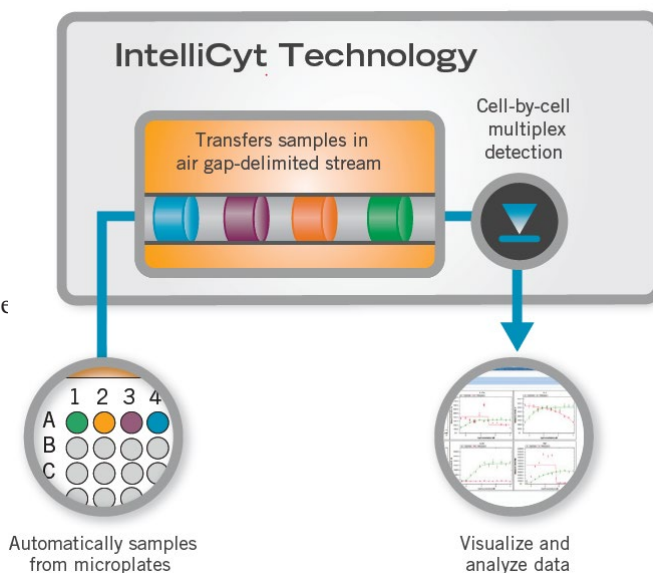 IntelliCyt Technology
Transfers samples in
air gap-delimited stream
Cell-by-cell
multiplex
detection
e
1 2 3 4
A
B
C
Automatically samples
from microplates
Visualize and
analyze data